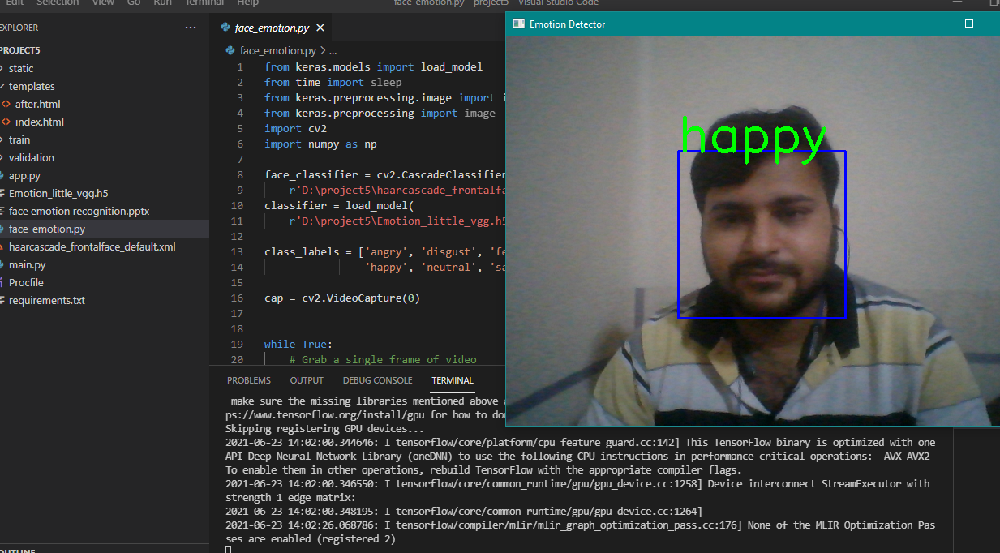 Edit Selection View Go Run Terminal Help
face_emotion.py - project5 - Visual Studio Code
EXPLORER
PROJECT5
static
templates
after.html
index.html
train
validation
app.py
Emotion_little_vgg.h5
face emotion recognition.pptx
face_emotion.py
haarcascade_frontalface_default.xml
main.py
Procfile
requirements.txt
OUTLINE
face_emotion.py
face_emotion.py > ...
1 from keras.models import load_model
2 from time import sleep
3 from keras.preprocessing.image import i
4 from keras.preprocessing import image
5 import cv2
6 import numpy as np
7
8 face_classifier = cv2.CascadeClassifier
9 r'D:\project5\haarcascade_frontalfa
10 classifier = load_model(
11 r'D:\project5\Emotion_little_vgg.h5
12
13 class_labels = ['angry', 'disgust', 'fe
14 'happy', 'neutral', 'sa
15
16 cap = cv2.VideoCapture(0)
17
18
19 while True:
20 # Grab a single frame of video
Emotion Detector
happy
PROBLEMS OUTPUT DEBUG CONSOLE TERMINAL
make sure the missing libraries mentioned above a
ps://www.tensorflow.org/install/gpu for how to dow
Skipping registering GPU devices...
2021-06-23 14:02:00.344646: I tensorflow/core/platform/cpu_feature_guard.cc:142] This TensorFlow binary is optimized with one
API Deep Neural Network Library (oneDNN) to use the following CPU instructions in performance-critical operations:  AVX AVX2
To enable them in other operations, rebuild TensorFlow with the appropriate compiler flags.
2021-06-23 14:02:00.346550: I tensorflow/core/common_runtime/gpu/gpu_device.cc:1258] Device interconnect StreamExecutor with
strength 1 edge matrix:
2021-06-23 14:02:00.348195: I tensorflow/core/common_runtime/gpu/gpu_device.cc:1264]
2021-06-23 14:02:26.068786: I tensorflow/compiler/mlir/mlir_graph_optimization_pass.cc:176] None of the MLIR Optimization Pas
ses are enabled (registered 2)